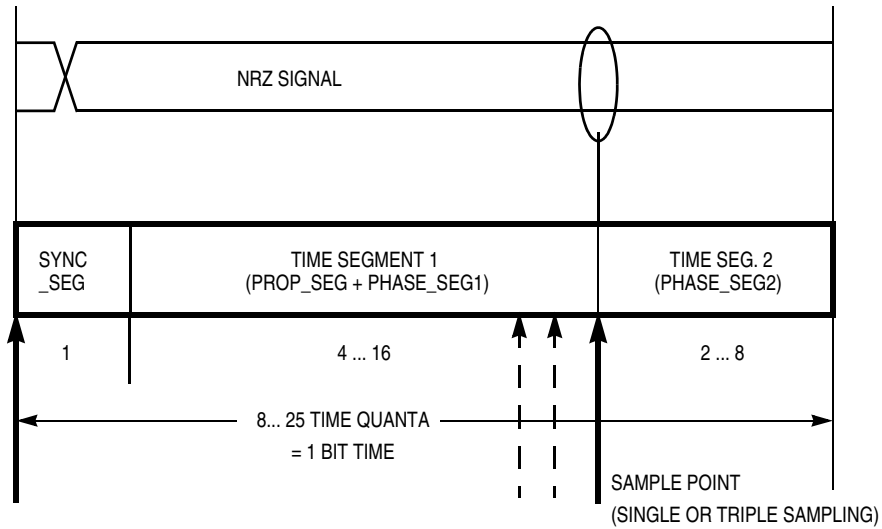 NRZ SIGNAL
SYNC
_SEG
TIME SEGMENT 1
(PROP_SEG + PHASE_SEG1)
TIME SEG. 2
(PHASE_SEG2)
1
4 ... 16
2 ... 8
8... 25 TIME QUANTA
= 1 BIT TIME
SAMPLE POINT
(SINGLE OR TRIPLE SAMPLING)